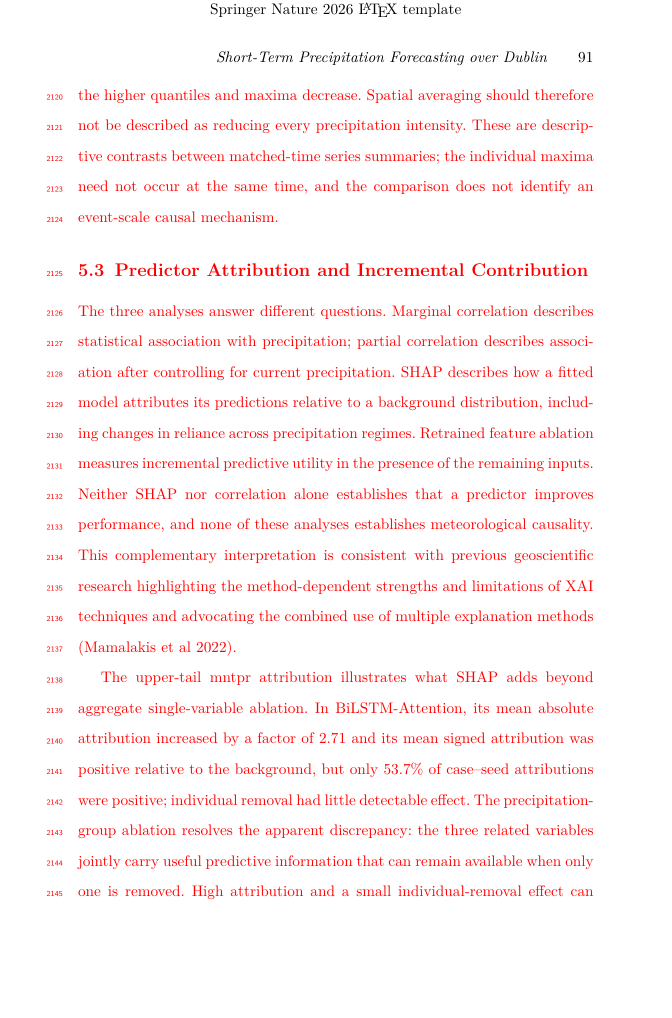 Springer Nature 2026 LATEX template
Short-Term Precipitation Forecasting over Dublin 91
2120 the higher quantiles and maxima decrease. Spatial averaging should therefore
2121 not be described as reducing every precipitation intensity. These are descrip-
2122 tive contrasts between matched-time series summaries; the individual maxima
2123 need not occur at the same time, and the comparison does not identify an
2124 event-scale causal mechanism.
2125 5.3 Predictor Attribution and Incremental Contribution
2126 The three analyses answer different questions. Marginal correlation describes
2127 statistical association with precipitation; partial correlation describes associ-
2128 ation after controlling for current precipitation. SHAP describes how a fitted
2129 model attributes its predictions relative to a background distribution, includ-
2130 ing changes in reliance across precipitation regimes. Retrained feature ablation
2131 measures incremental predictive utility in the presence of the remaining inputs.
2132 Neither SHAP nor correlation alone establishes that a predictor improves
2133 performance, and none of these analyses establishes meteorological causality.
2134 This complementary interpretation is consistent with previous geoscientific
2135 research highlighting the method-dependent strengths and limitations of XAI
2136 techniques and advocating the combined use of multiple explanation methods
2137 (Mamalakis et al 2022).
2138 The upper-tail mntpr attribution illustrates what SHAP adds beyond
2139 aggregate single-variable ablation. In BiLSTM-Attention, its mean absolute
2140 attribution increased by a factor of 2.71 and its mean signed attribution was
2141 positive relative to the background, but only 53.7% of case–seed attributions
2142 were positive; individual removal had little detectable effect. The precipitation-
2143 group ablation resolves the apparent discrepancy: the three related variables
2144 jointly carry useful predictive information that can remain available when only
2145 one is removed. High attribution and a small individual-removal effect can